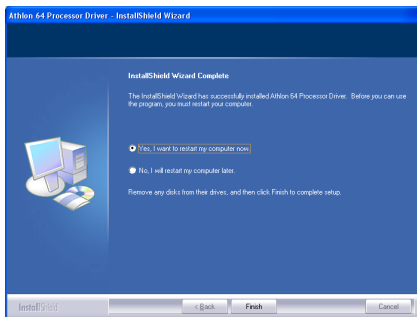 Athlon 64 Processor Driver - InstallShield Wizard
InstallShield Wizard Complete
The InstallShield Wizard has successfully installed Athlon 64 Processor Driver. Before you can use
the program, you must restart your computer.
Yes, I want to restart my computer now.
No, I will restart my computer later.
Remove any disks from their drives, and then click Finish to complete setup.
InstallShield
< Back
Finish
Cancel